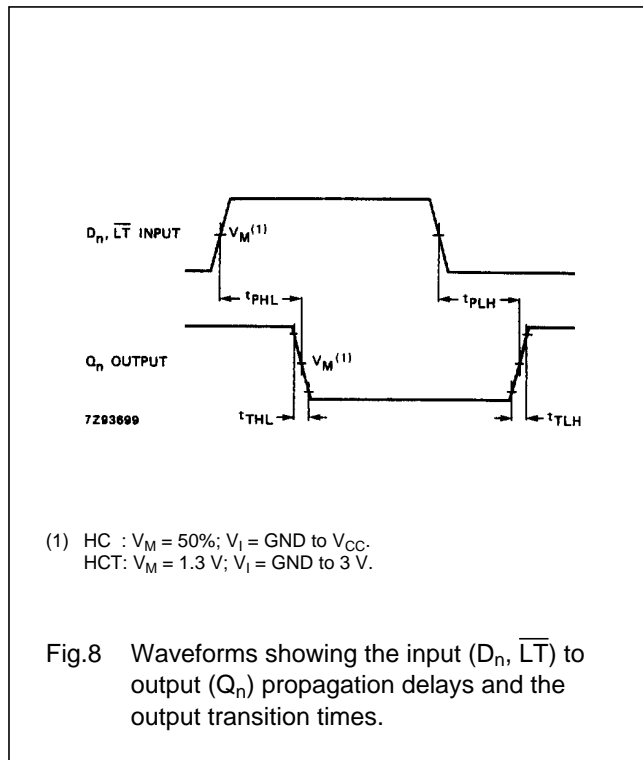 Dn, L̅T̅ INPUT
VM(1)
tPHL
tPLH
Qn OUTPUT
VM(1)
7Z93699
tTHL
tTLH
(1) HC : VM = 50%; VI = GND to VCC.
HCT: VM = 1.3 V; VI = GND to 3 V.
Fig.8 Waveforms showing the input (Dn, L̅T̅) to
output (Qn) propagation delays and the
output transition times.